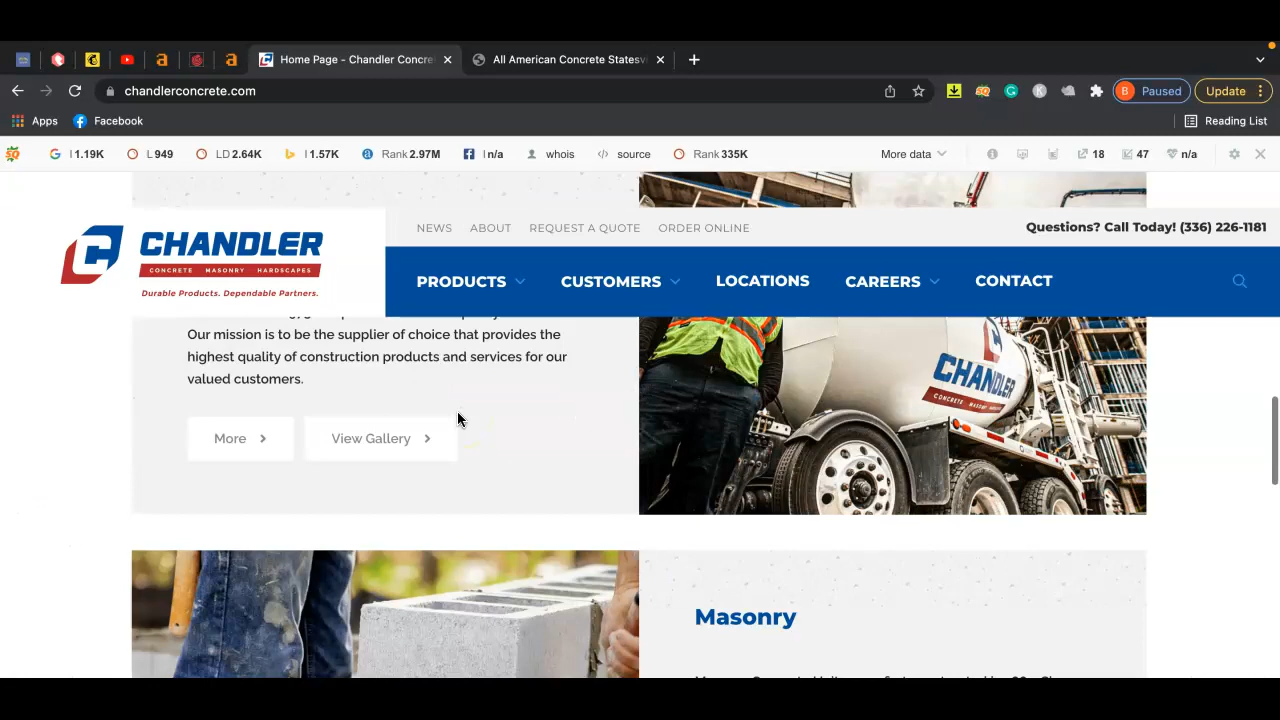 Home Page - Chandler Concre
All American Concrete Statesvi
chandlerconcrete.com
B Paused
Update
Apps
Facebook
Reading List
SQ
I 1.19K
L 949
LD 2.64K
I 1.57K
Rank 2.97M
I n/a
whois
source
Rank 335K
More data
18
47
n/a
CHANDLER
CONCRETE MASONRY HARDSCAPES
Durable Products. Dependable Partners.
NEWS
ABOUT
REQUEST A QUOTE
ORDER ONLINE
Questions? Call Today! (336) 226-1181
PRODUCTS
CUSTOMERS
LOCATIONS
CAREERS
CONTACT
Our mission is to be the supplier of choice that provides the
highest quality of construction products and services for our
valued customers.
More
View Gallery
CHANDLER
CONCRETE MASONRY
Masonry